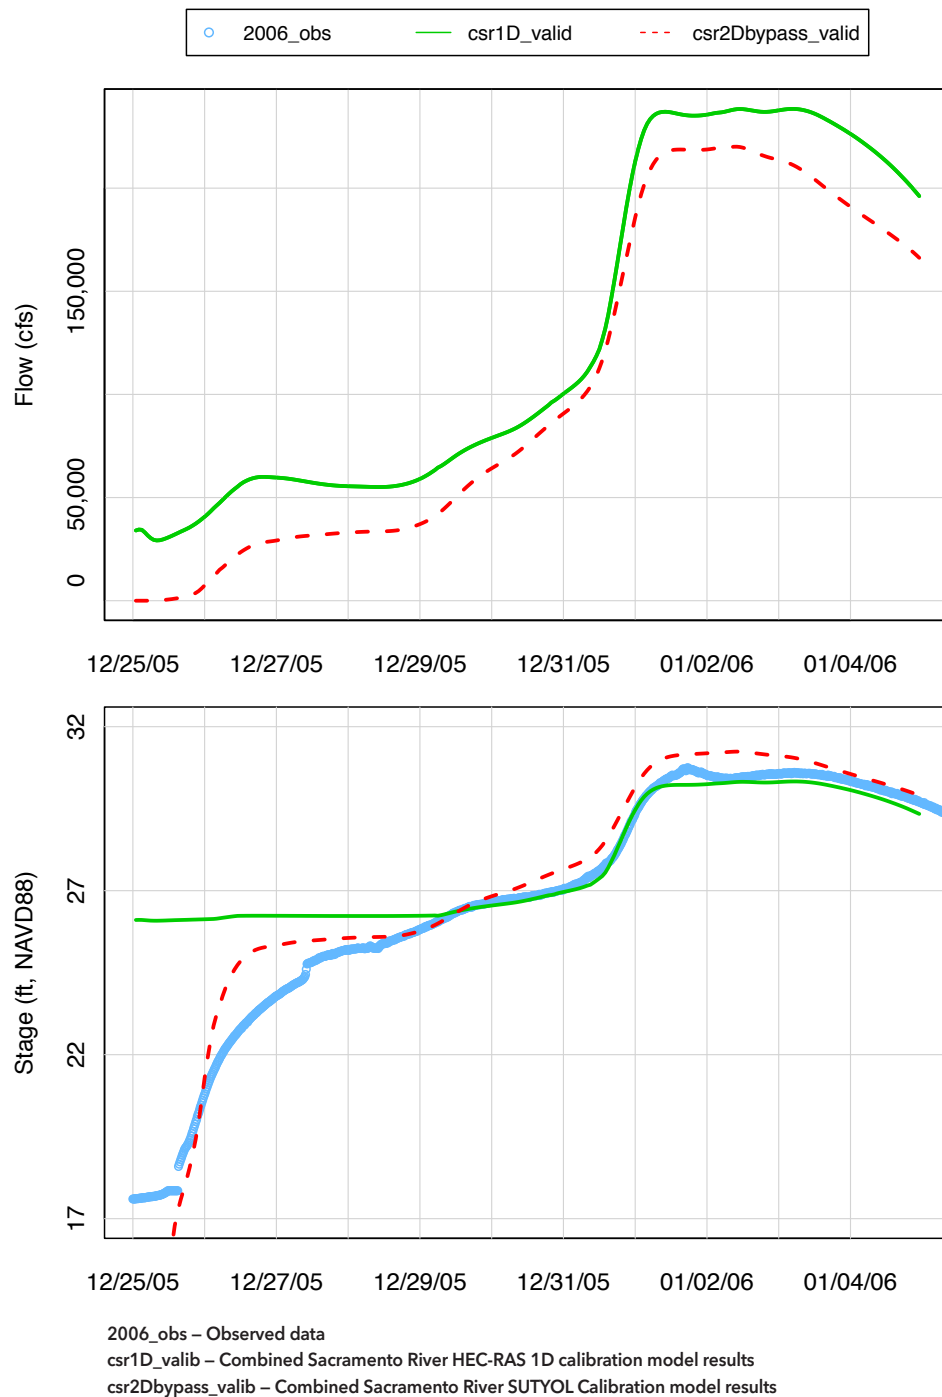 2006_obs csr1D_valid csr2Dbypass_valid
Flow (cfs)
150,000
50,000
0
12/25/05 12/27/05 12/29/05 12/31/05 01/02/06 01/04/06
Stage (ft, NAVD88)
32
27
22
17
12/25/05 12/27/05 12/29/05 12/31/05 01/02/06 01/04/06
2006_obs – Observed data
csr1D_valib – Combined Sacramento River HEC-RAS 1D calibration model results
csr2Dbypass_valib – Combined Sacramento River SUTYOL Calibration model results